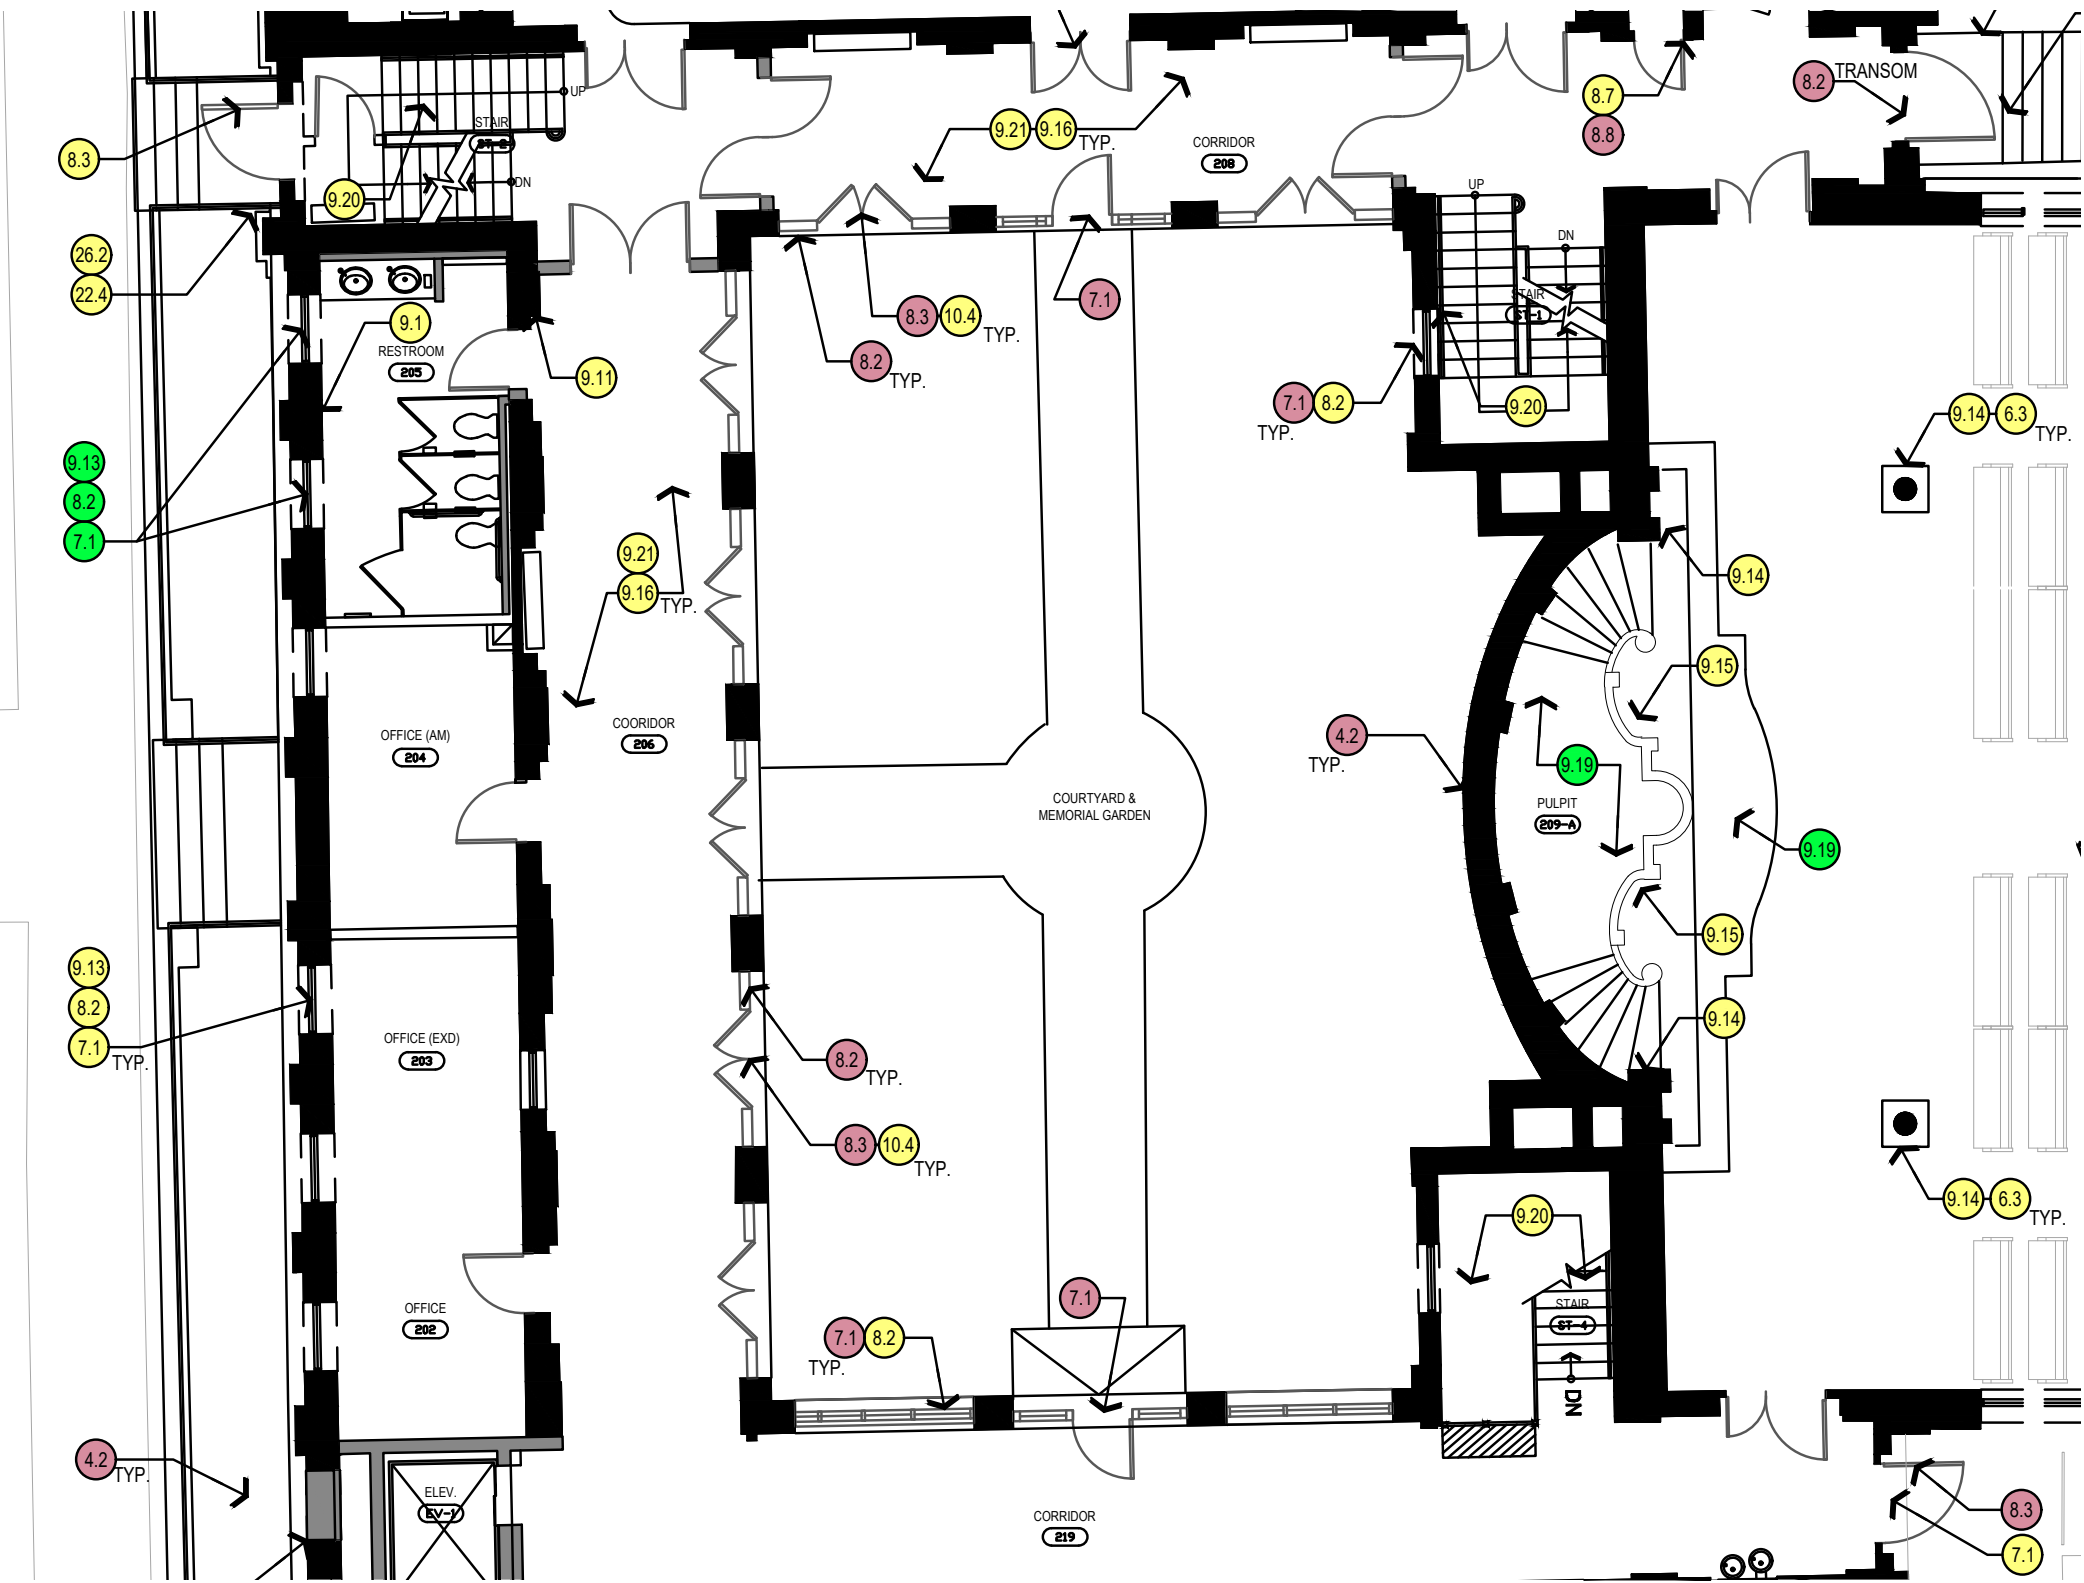 8.2
TRANSOM
8.7
8.8
UP
STAIR
ST-2
DN
8.3
9.20
9.21
9.16
TYP.
CORRIDOR
208
UP
DN
STAIR
ST-1
26.2
22.4
9.1
RESTROOM
205
9.11
8.3
10.4
TYP.
7.1
8.2
TYP.
7.1
8.2
TYP.
9.20
9.14
6.3
TYP.
9.13
8.2
7.1
9.21
9.16
TYP.
9.14
9.15
OFFICE (AM)
204
COORIDOR
206
4.2
TYP.
9.19
PULPIT
209-A
COURTYARD &
MEMORIAL GARDEN
9.19
9.15
9.13
8.2
7.1
TYP.
OFFICE (EXD)
203
8.2
TYP.
9.14
8.3
10.4
TYP.
9.14
6.3
TYP.
9.20
OFFICE
202
7.1
STAIR
ST-4
DN
7.1
8.2
TYP.
4.2
TYP.
ELEV.
EV-1
CORRIDOR
219
8.3
7.1